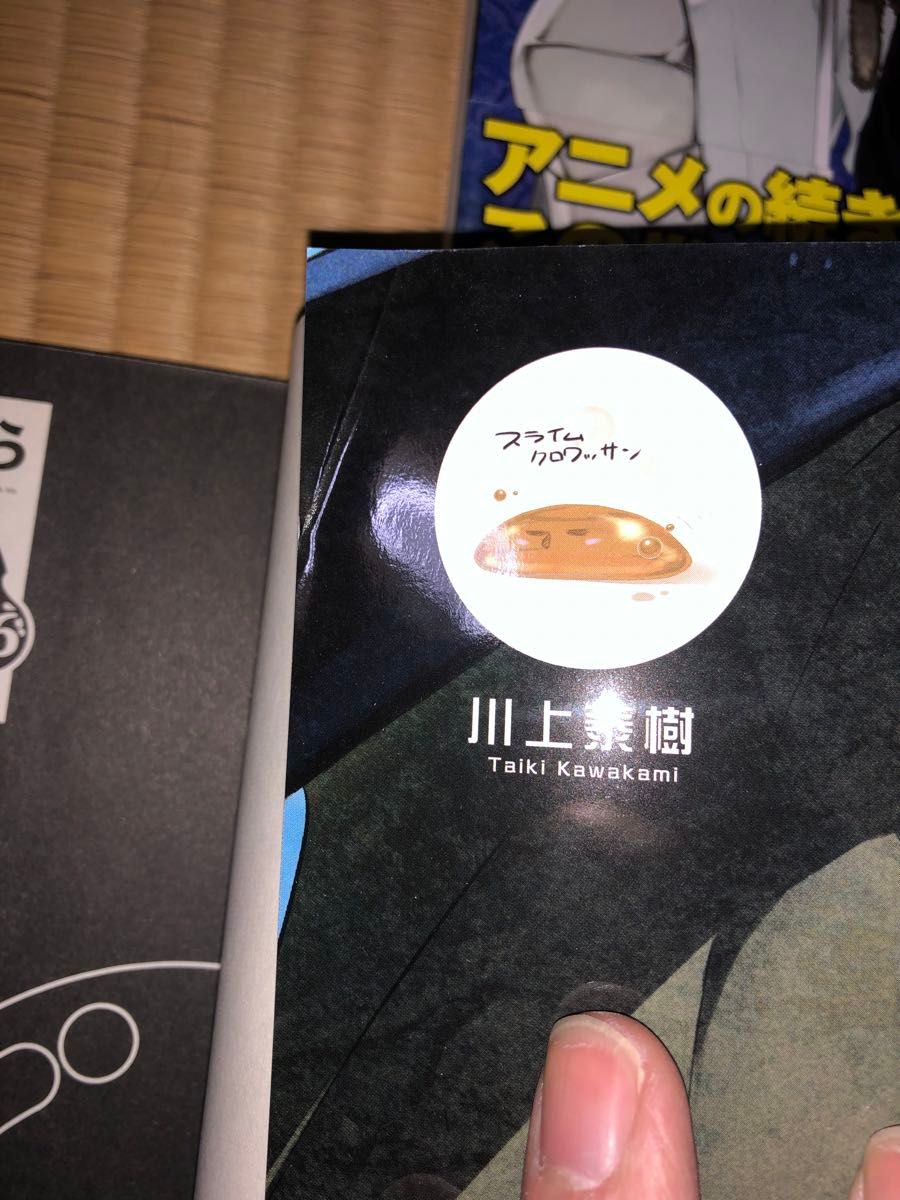 アニメの続き
スライム
クロワッサン
川上泰樹
Taiki Kawakami